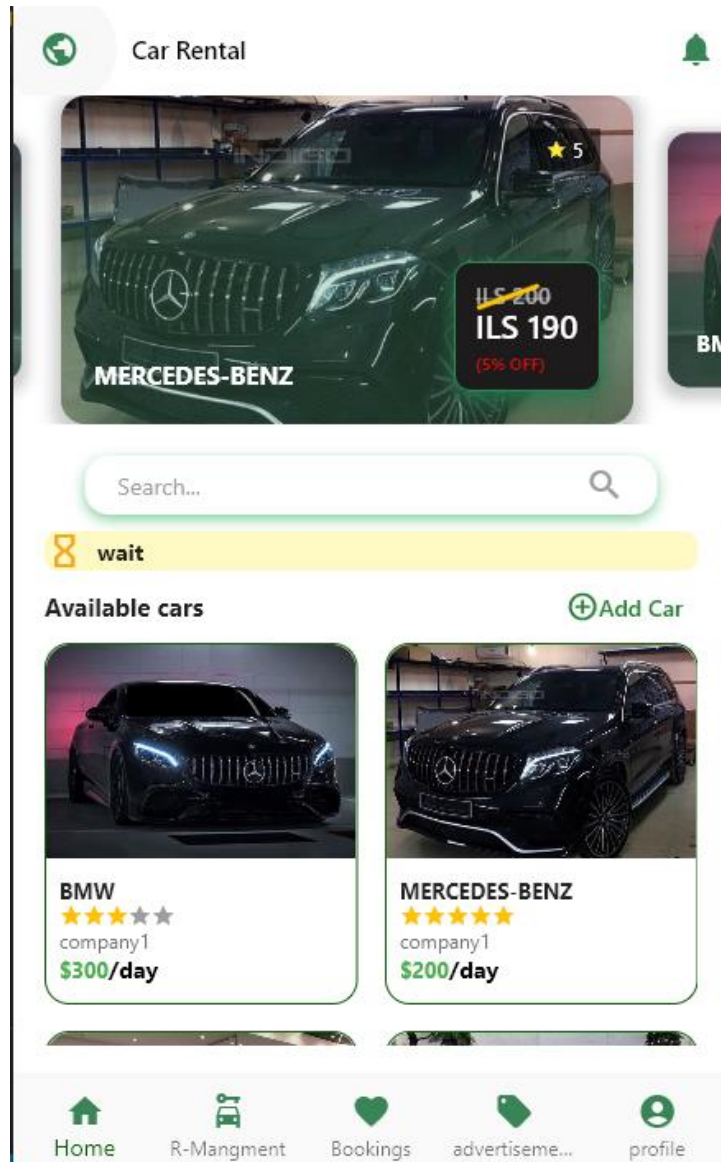 Car Rental
INDIGO
5
ILS 200
ILS 190
(5% OFF)
MERCEDES-BENZ
BM
Search...
wait
Available cars
Add Car
BMW
company1
$300/day
MERCEDES-BENZ
company1
$200/day
Home
R-Mangment
Bookings
advertiseme...
profile